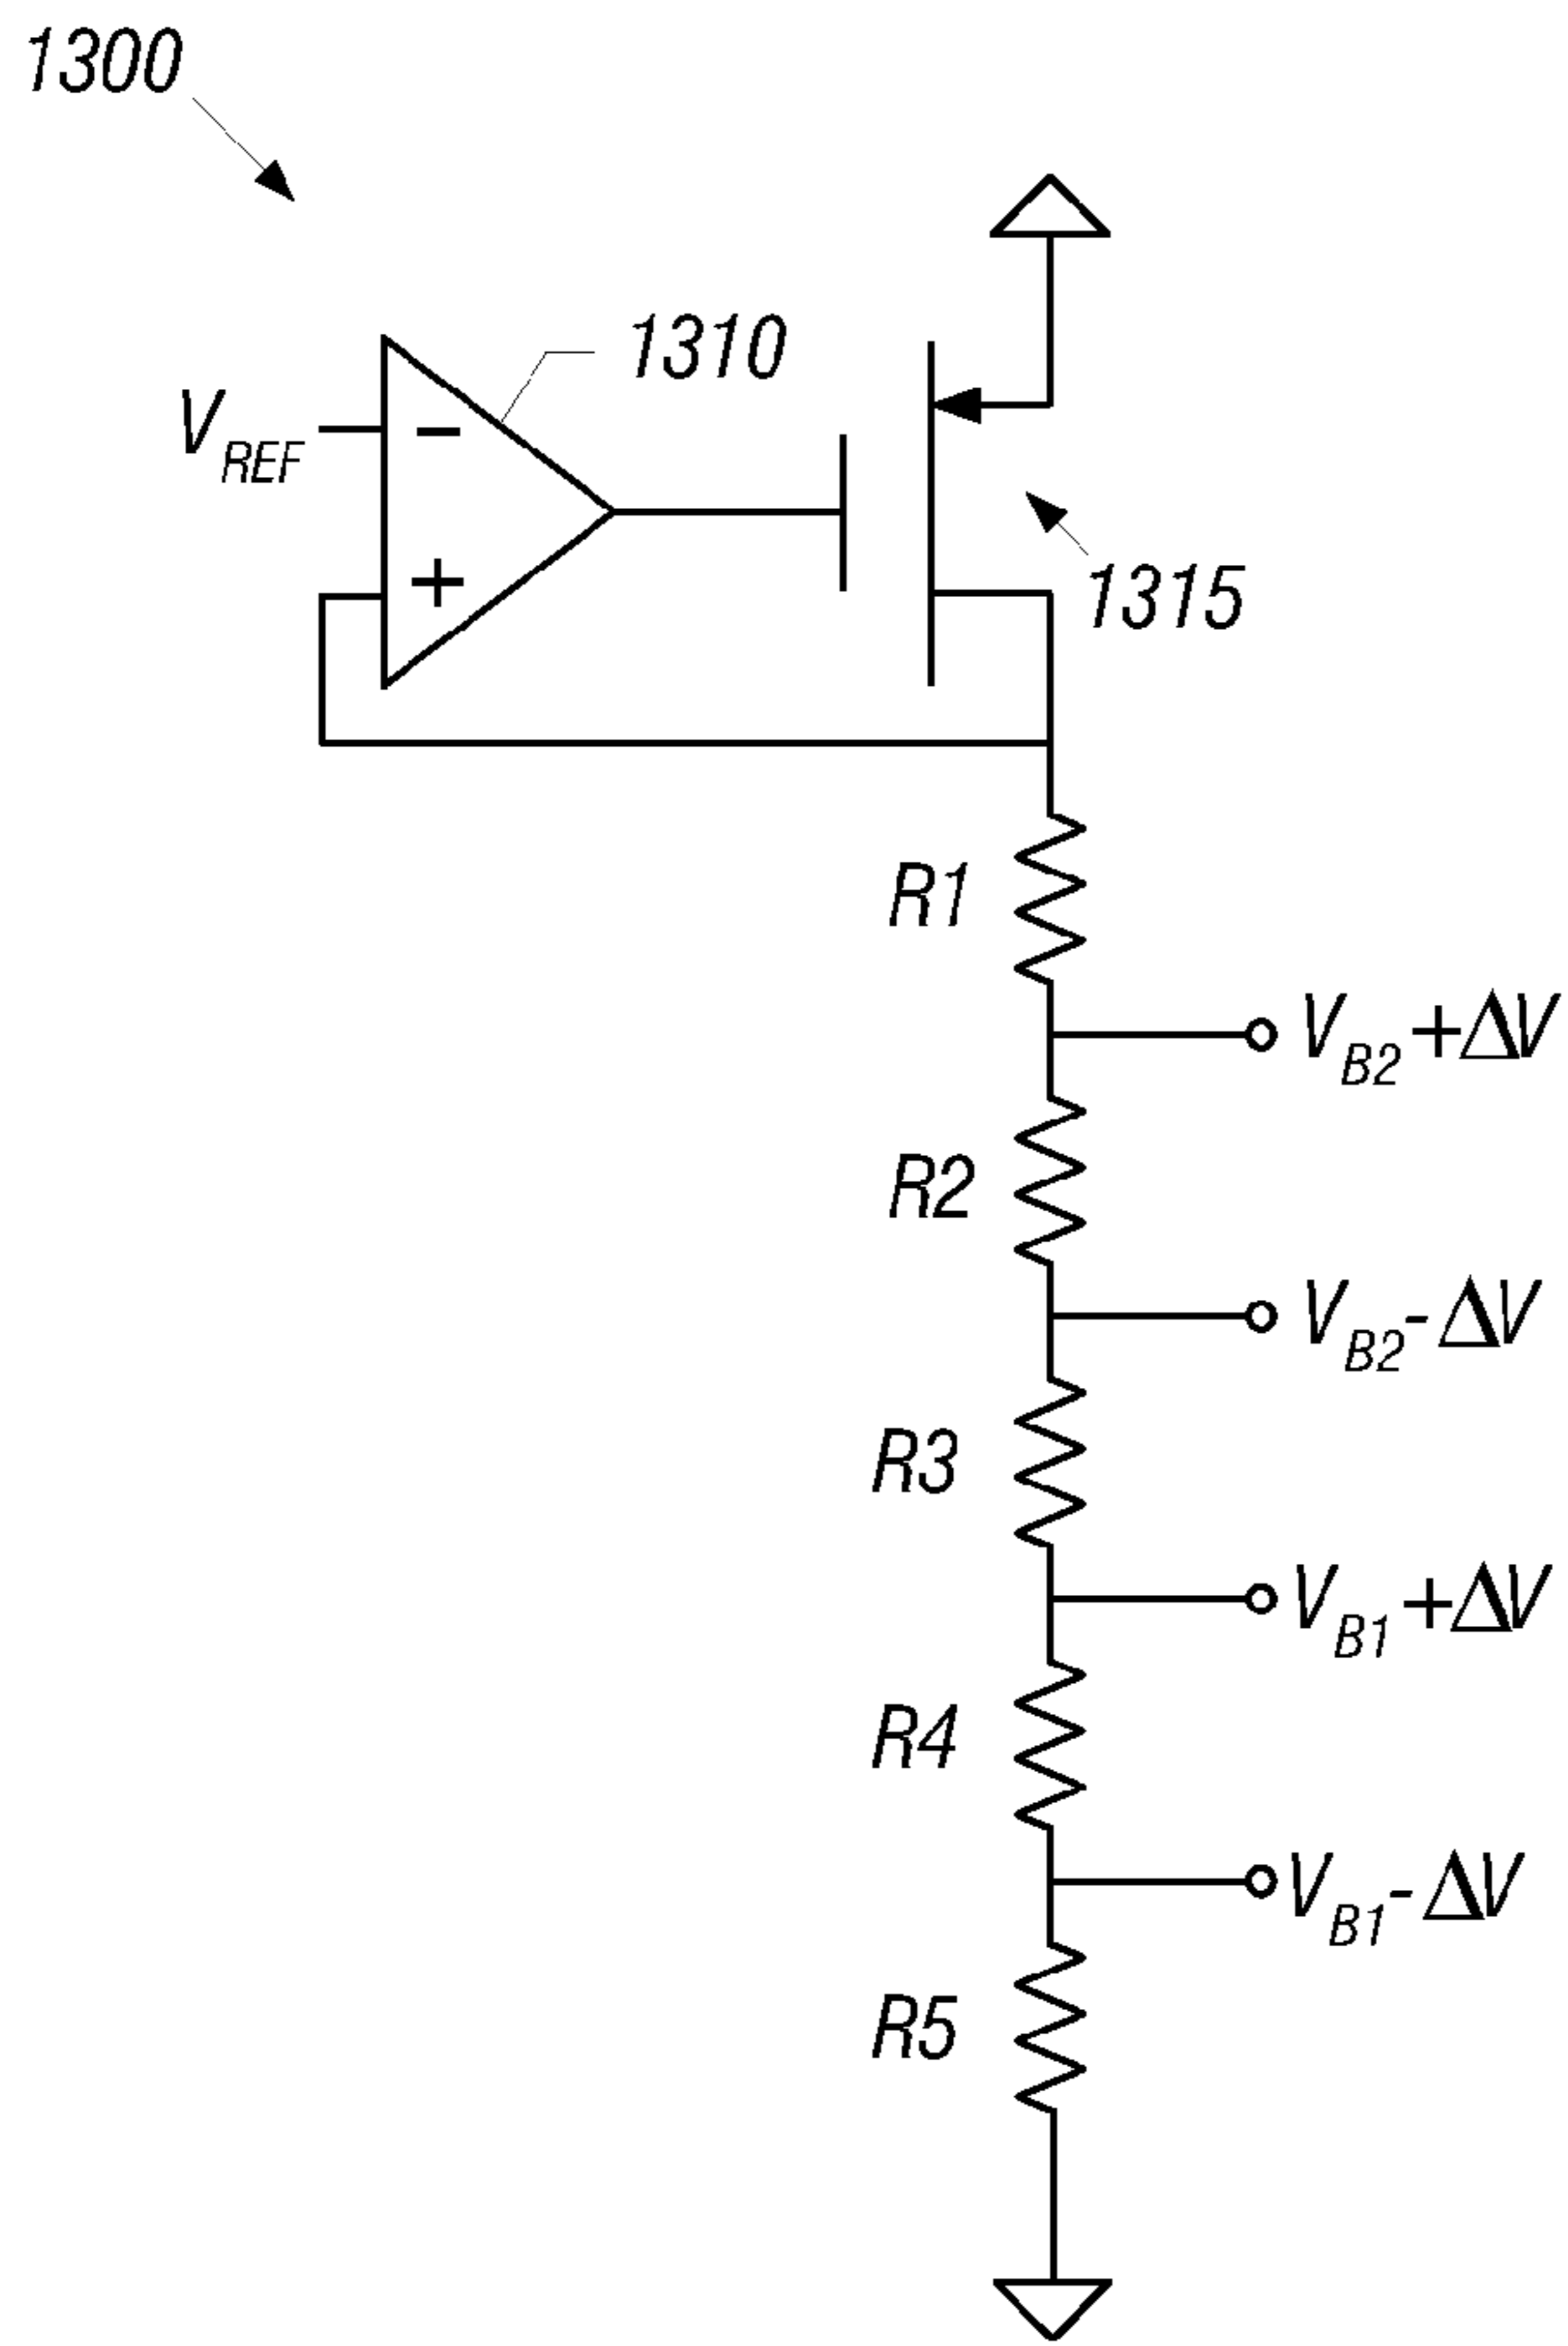 1300
1310
V_REF
-
+
1315
R1
V_B2+ΔV
R2
V_B2-ΔV
R3
V_B1+ΔV
R4
V_B1-ΔV
R5